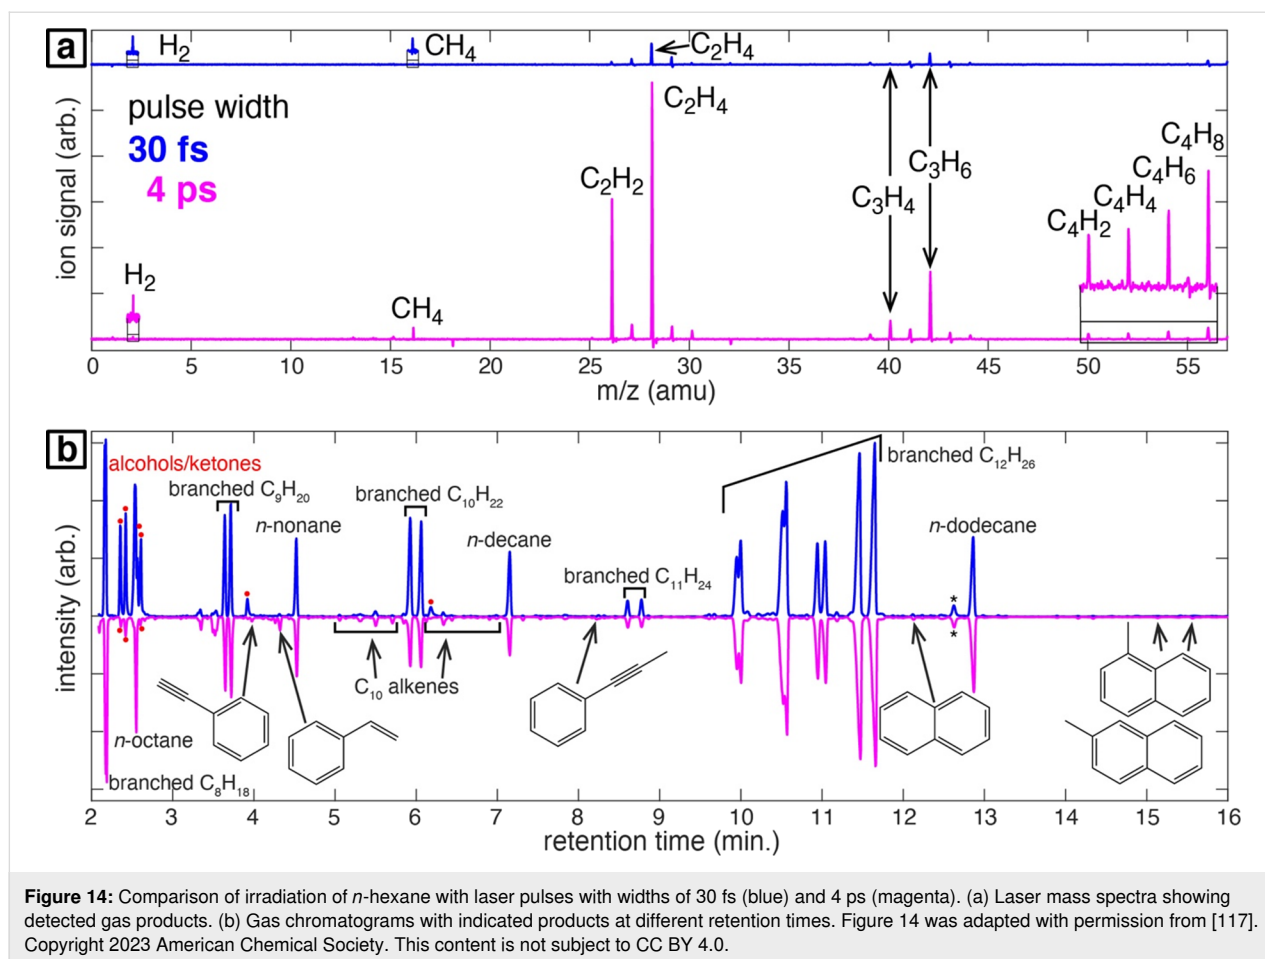 a
H₂
CH₄
C₂H₄
pulse width
30 fs
4 ps
C₂H₄
C₂H₂
C₃H₆
C₃H₄
C₄H₈
C₄H₆
C₄H₄
C₄H₂
H₂
CH₄
ion signal (arb.)
0 5 10 15 20 25 30 35 40 45 50 55
m/z (amu)
b
alcohols/ketones
branched C₉H₂₀
n-nonane
branched C₁₀H₂₂
n-decane
branched C₁₁H₂₄
branched C₁₂H₂₆
n-dodecane
*
*
C₁₀ alkenes
n-octane
branched C₈H₁₈
intensity (arb.)
2 3 4 5 6 7 8 9 10 11 12 13 14 15 16
retention time (min.)
Figure 14: Comparison of irradiation of n-hexane with laser pulses with widths of 30 fs (blue) and 4 ps (magenta). (a) Laser mass spectra showing
detected gas products. (b) Gas chromatograms with indicated products at different retention times. Figure 14 was adapted with permission from [117].
Copyright 2023 American Chemical Society. This content is not subject to CC BY 4.0.